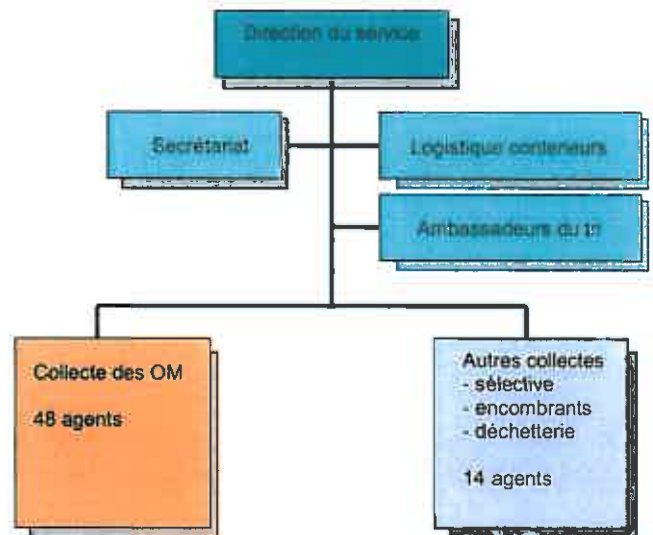 Direction du service
Secrétariat
Logistique conteneurs
Ambassadeurs du tri
Collecte des OM
48 agents
Autres collectes
- sélective
- encombrants
- déchetterie
14 agents